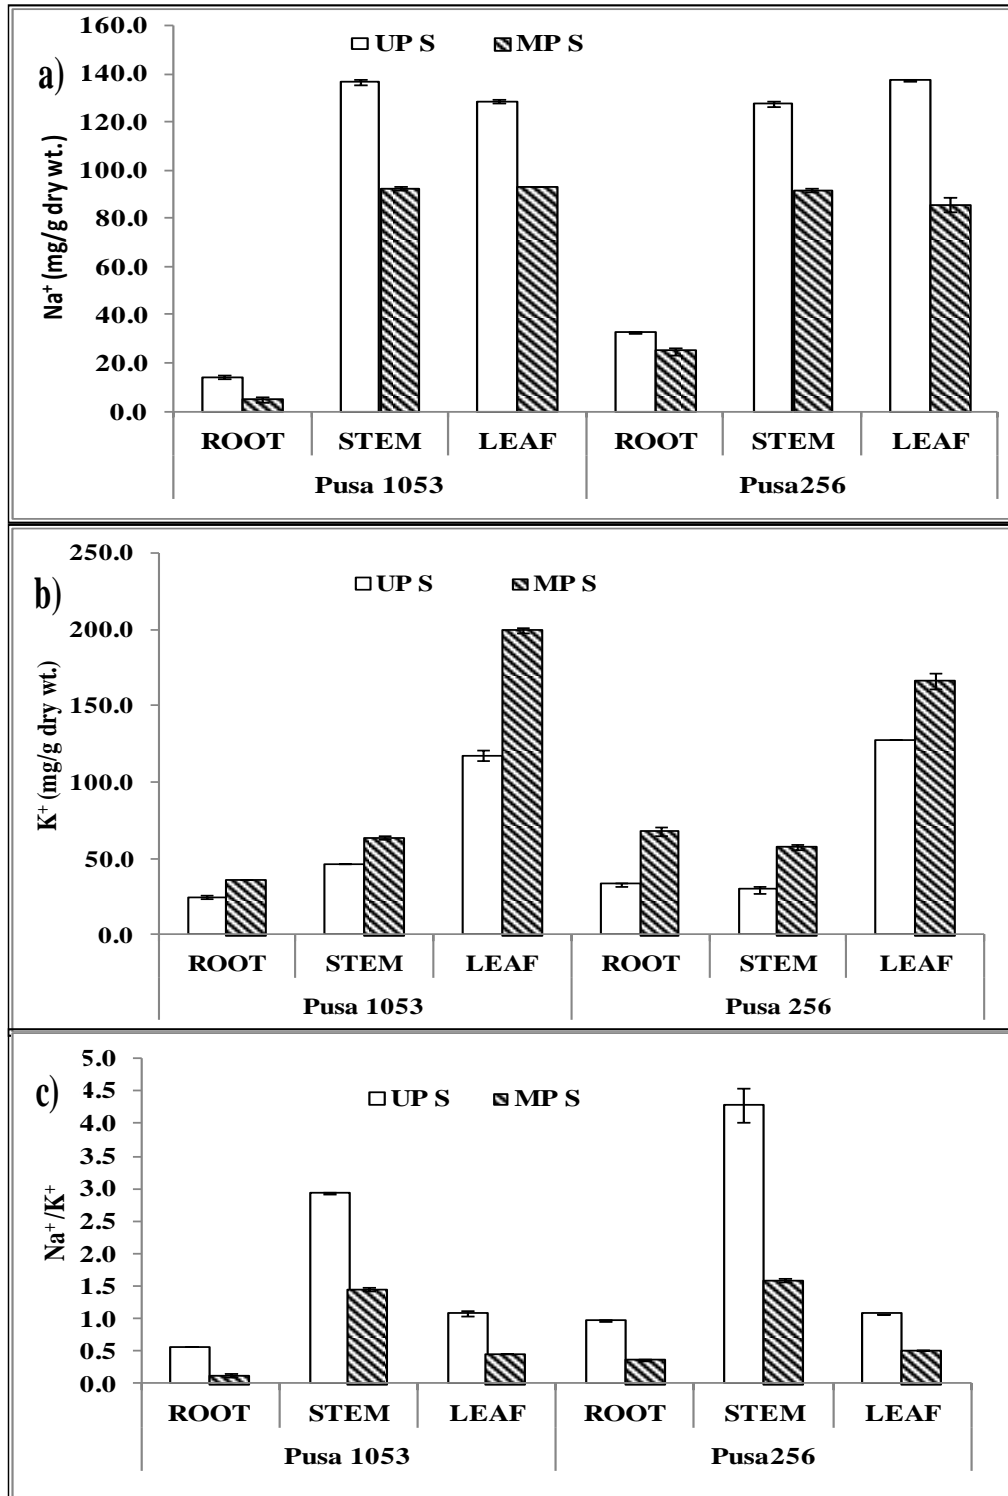 a)
Na⁺ (mg/g dry wt.)
160.0
140.0
120.0
100.0
80.0
60.0
40.0
20.0
0.0
UP S MP S
ROOT STEM LEAF ROOT STEM LEAF
Pusa 1053 Pusa256
b)
K⁺ (mg/g dry wt.)
250.0
200.0
150.0
100.0
50.0
0.0
UP S MP S
ROOT STEM LEAF ROOT STEM LEAF
Pusa 1053 Pusa 256
c)
Na⁺/K⁺
5.0
4.5
4.0
3.5
3.0
2.5
2.0
1.5
1.0
0.5
0.0
UP S MP S
ROOT STEM LEAF ROOT STEM LEAF
Pusa 1053 Pusa256